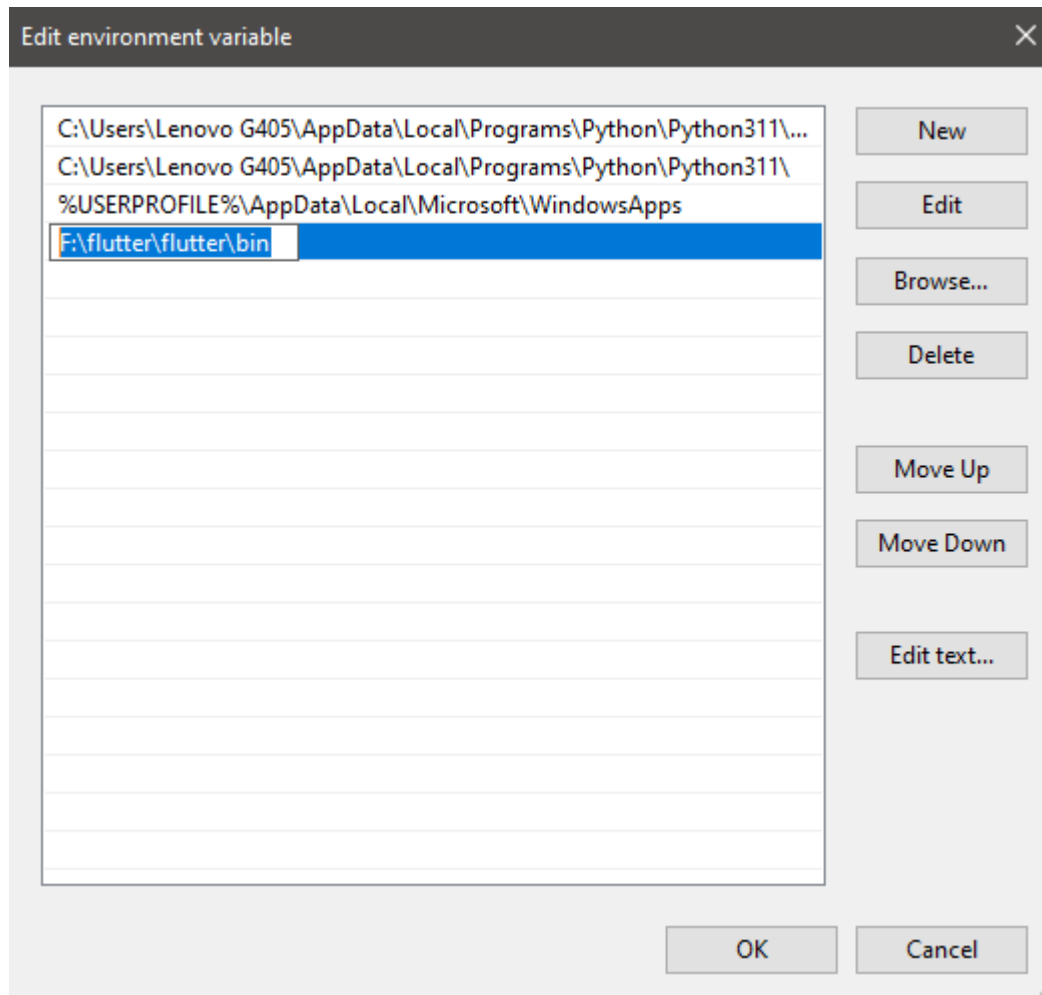 Edit environment variable
C:\Users\Lenovo G405\AppData\Local\Programs\Python\Python311\...
C:\Users\Lenovo G405\AppData\Local\Programs\Python\Python311\
%USERPROFILE%\AppData\Local\Microsoft\WindowsApps
F:\flutter\flutter\bin
New
Edit
Browse...
Delete
Move Up
Move Down
Edit text...
OK
Cancel